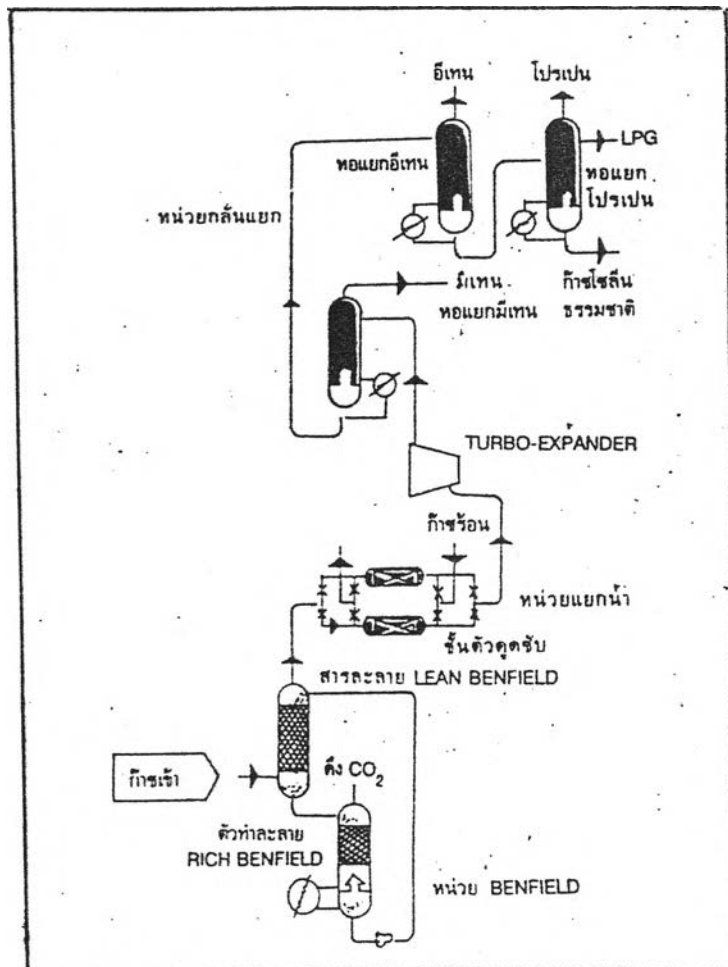 อีเทน
โปรเปน
LPG
หอแยกอีเทน
หอแยก
โปรเปน
หน่วยกลั่นแยก
มีเทน
หอแยกมีเทน
ก๊าซโซลีน
ธรรมชาติ
TURBO-EXPANDER
ก๊าซร้อน
หน่วยแยกน้ำ
ชั้นตัวดูดซับ
สารละลาย LEAN BENFIELD
ก๊าซเข้า
ดึง CO₂
ตัวทำละลาย
RICH BENFIELD
หน่วย BENFIELD